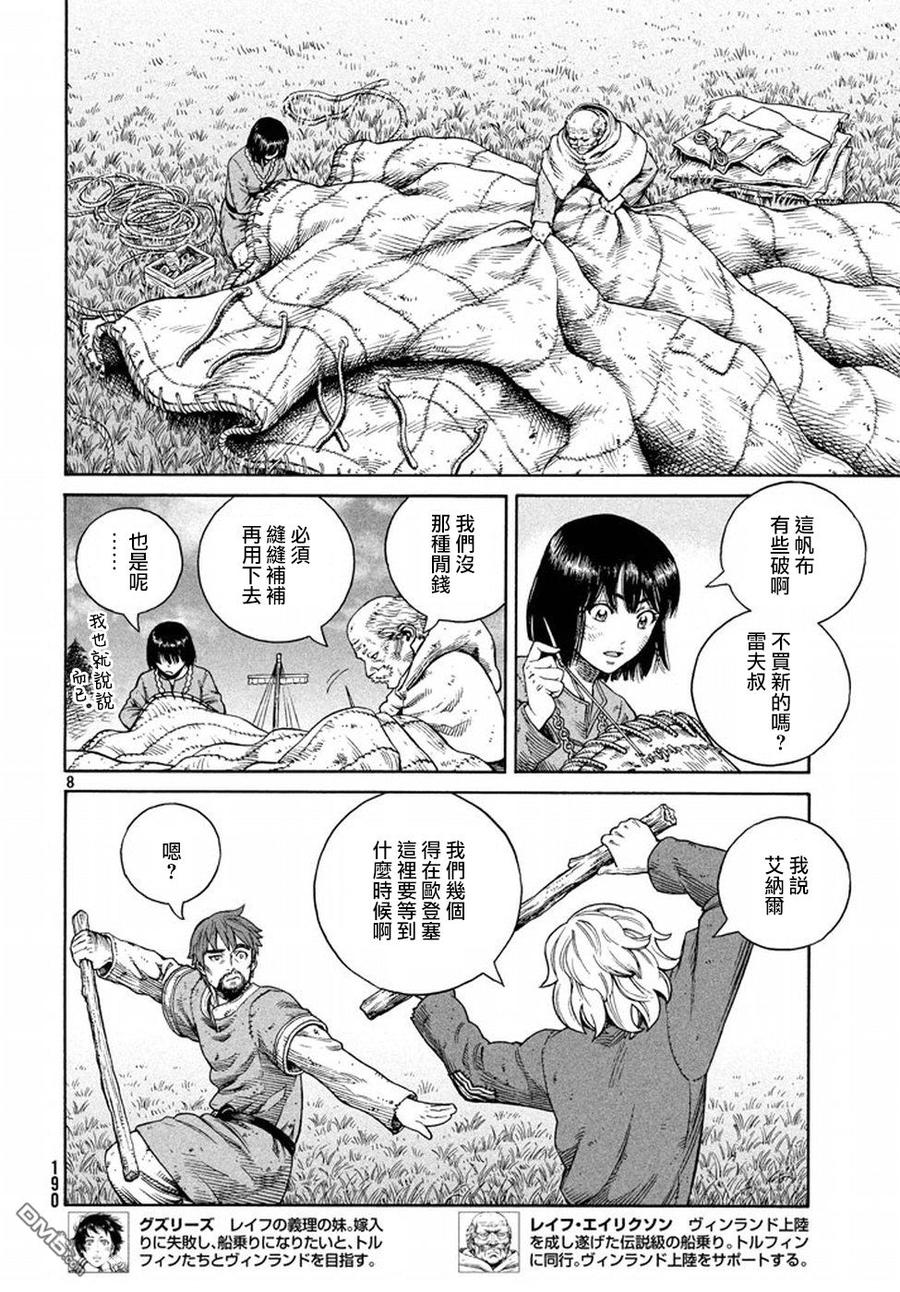 這帆布
有些破啊
不買新的嗎?
雷夫叔
我們沒
那種閒錢
必須
縫縫補補
再用下去
也是呢
……
我也就說說
而已。
8
我說
艾納爾
我們幾個
得在歐登塞
這裡要等到
什麼時候啊
嗯?
190
グズリーズ レイフの義理の妹。嫁入
りに失敗し、船乗りになりたいと、トル
フィンたちとヴィンランドを目指す。
レイフ・エイリクソン ヴィンランド上陸
を成し遂げた伝説級の船乗り。トルフィン
に同行。ヴィンランド上陸をサポートする。